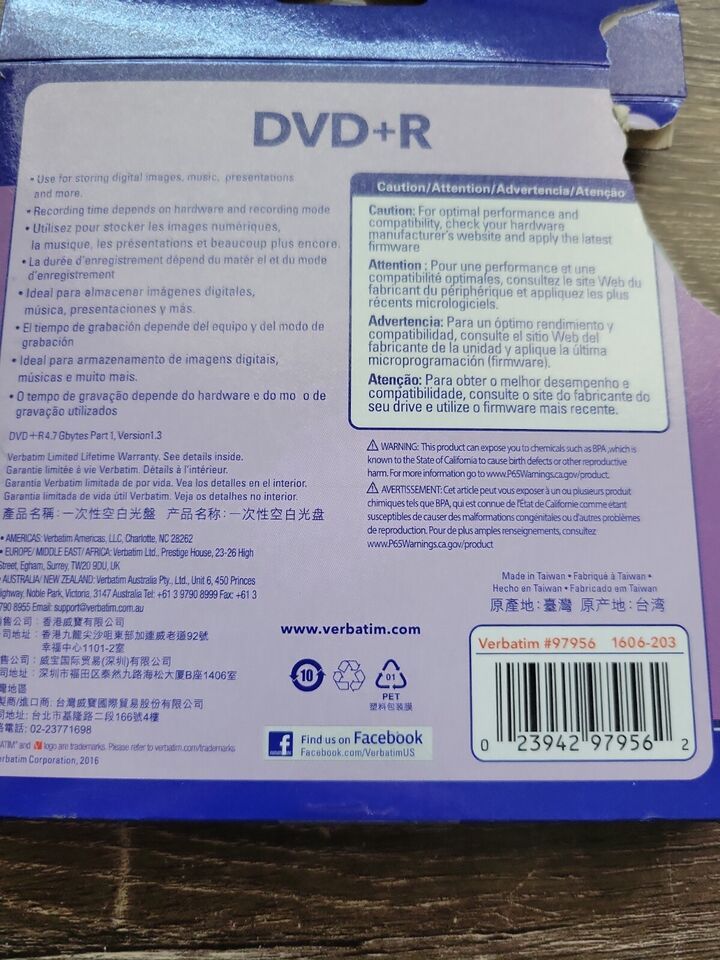 DVD+R
• Use for storing digital images, music, presentations
and more.
• Recording time depends on hardware and recording mode
• Utilisez pour stocker les images numériques,
la musique, les présentations et beaucoup plus encore.
• La durée d'enregistrement dépend du matér el et du mode
d'enregistrement
• Ideal para almacenar imágenes digitales,
música, presentaciones y más.
• El tiempo de grabación depende del equipo y del modo de
grabación
• Ideal para armazenamento de imagens digitais,
músicas e muito mais.
• O tempo de gravação depende do hardware e do mo o de
gravação utilizados
DVD+R 4.7 Gbytes Part 1, Version1.3
Verbatim Limited Lifetime Warranty. See details inside.
Garantie limitée à vie Verbatim. Détails à l'intérieur.
Garantía Verbatim limitada de por vida. Vea los detalles en el interior.
Garantia limitada de vida útil Verbatim. Veja os detalhes no interior.
產品名稱：一次性空白光盤 产品名称：一次性空白光盘
• AMERICAS: Verbatim Americas, LLC, Charlotte, NC 28262
• EUROPE/ MIDDLE EAST/ AFRICA: Verbatim Ltd., Prestige House, 23-26 High
Street, Egham, Surrey, TW20 9DU, UK
• AUSTRALIA/ NEW ZEALAND: Verbatim Australia Pty., Ltd., Unit 6, 450 Princes
Highway, Noble Park, Victoria, 3147 Australia Tel: +61 3 9790 8999 Fax: +61 3
9790 8955 Email: support@verbatim.com.au
售公司：香港威寶有限公司
司地址：香港九龍尖沙咀東部加連威老道92號
幸福中心1101-2室
售公司：威宝国际贸易(深圳)有限公司
司地址：深圳市福田区泰然九路海松大厦B座1406室
灣地區
製商/進口商：台灣威寶國際貿易股份有限公司
司地址：台北市基隆路二段166號4樓
電話：02-23771698
ATIM" and logo are trademarks. Please refer to verbatim.com/trademarks
erbatim Corporation, 2016
Caution/Attention/Advertencia/Atenção
Caution: For optimal performance and
compatibility, check your hardware
manufacturer's website and apply the latest
firmware
Attention : Pour une performance et une
compatibilité optimales, consultez le site Web du
fabricant du périphérique et appliquez les plus
récents micrologiciels.
Advertencia: Para un óptimo rendimiento y
compatibilidad, consulte el sitio Web del
fabricante de la unidad y aplique la última
microprogramación (firmware).
Atenção: Para obter o melhor desempenho e
compatibilidade, consulte o site do fabricante do
seu drive e utilize o firmware mais recente.
⚠ WARNING: This product can expose you to chemicals such as BPA ,which is
known to the State of California to cause birth defects or other reproductive
harm. For more information go to www.P65Warnings.ca.gov/product.
⚠ AVERTISSEMENT: Cet article peut vous exposer à un ou plusieurs produit
chimiques tels que BPA, qui est connue de l'État de Californie comme étant
susceptibles de causer des malformations congénitales ou d'autres problèmes
de reproduction. Pour de plus amples renseignements, consultez
www.P65Warnings.ca.gov/product
Made in Taiwan • Fabriqué à Taiwan •
Hecho en Taiwan • Fabricado em Taiwan
原產地：臺灣 原产地：台湾
www.verbatim.com
10
01
PET
塑料包装膜
f Find us on Facebook
Facebook.com/VerbatimUS
Verbatim #97956 1606-203
0 23942 97956 2